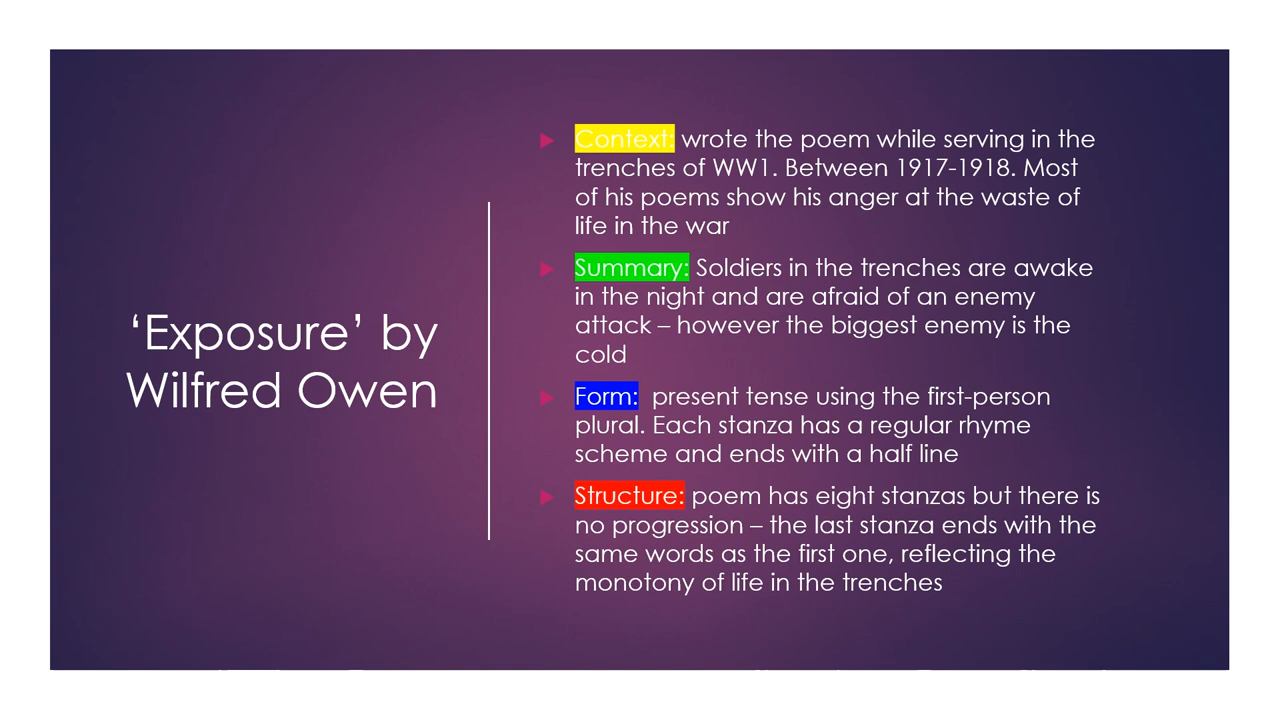 ‘Exposure’ by
Wilfred Owen
Context: wrote the poem while serving in the
trenches of WW1. Between 1917-1918. Most
of his poems show his anger at the waste of
life in the war
Summary: Soldiers in the trenches are awake
in the night and are afraid of an enemy
attack – however the biggest enemy is the
cold
Form: present tense using the first-person
plural. Each stanza has a regular rhyme
scheme and ends with a half line
Structure: poem has eight stanzas but there is
no progression – the last stanza ends with the
same words as the first one, reflecting the
monotony of life in the trenches